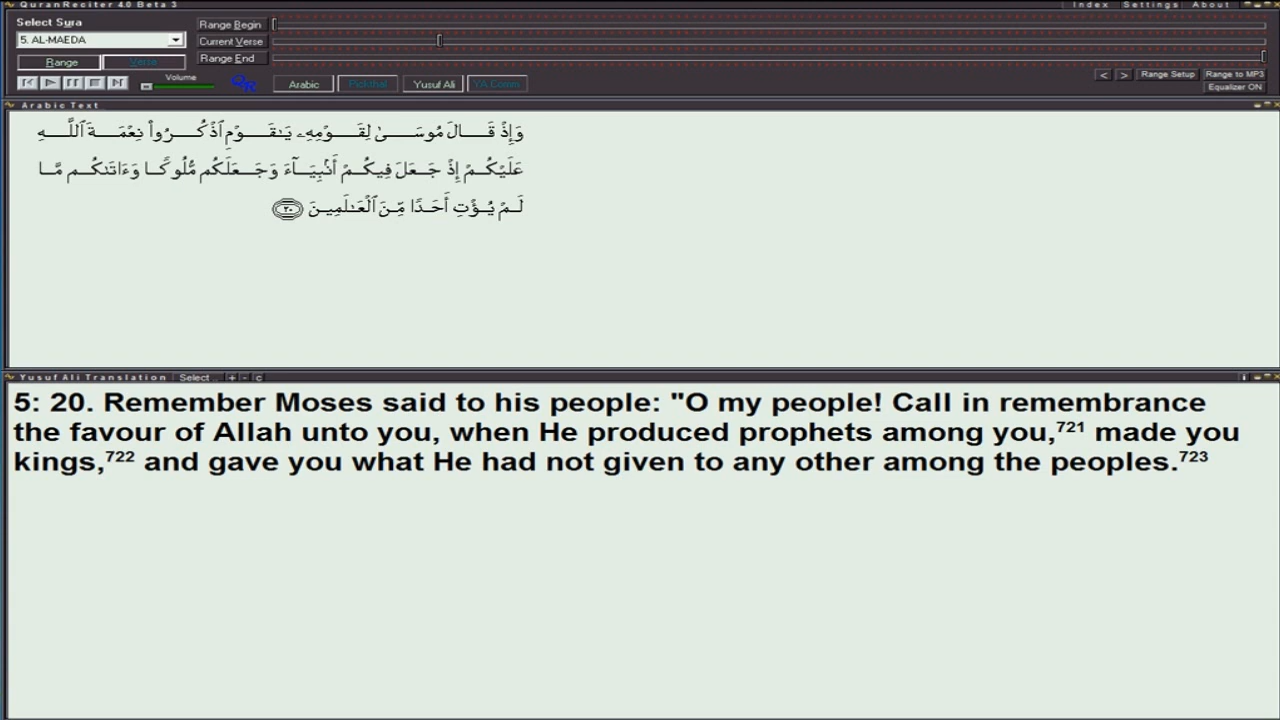 QuranReciter 4.0 Beta 3
Index Settings About
Select Sura
5. AL-MAEDA
Range Verse
Volume
Range Begin
Current Verse
Range End
Arabic Pickthal Yusuf Ali YA Comm
< > Range Setup Range to MP3
Equalizer ON
Arabic Text
وَإِذْ قَالَ مُوسَىٰ لِقَوْمِهِۦ يَـٰقَوْمِ ٱذْكُرُوا۟ نِعْمَةَ ٱللَّهِ
عَلَيْكُمْ إِذْ جَعَلَ فِيكُمْ أَنۢبِيَآءَ وَجَعَلَكُم مُّلُوكًا وَءَاتَىٰكُم مَّا
لَمْ يُؤْتِ أَحَدًا مِّنَ ٱلْعَـٰلَمِينَ ٢٠
Yusuf Ali Translation Select.. + - c
5: 20. Remember Moses said to his people: "O my people! Call in remembrance
the favour of Allah unto you, when He produced prophets among you,721 made you
kings,722 and gave you what He had not given to any other among the peoples.723